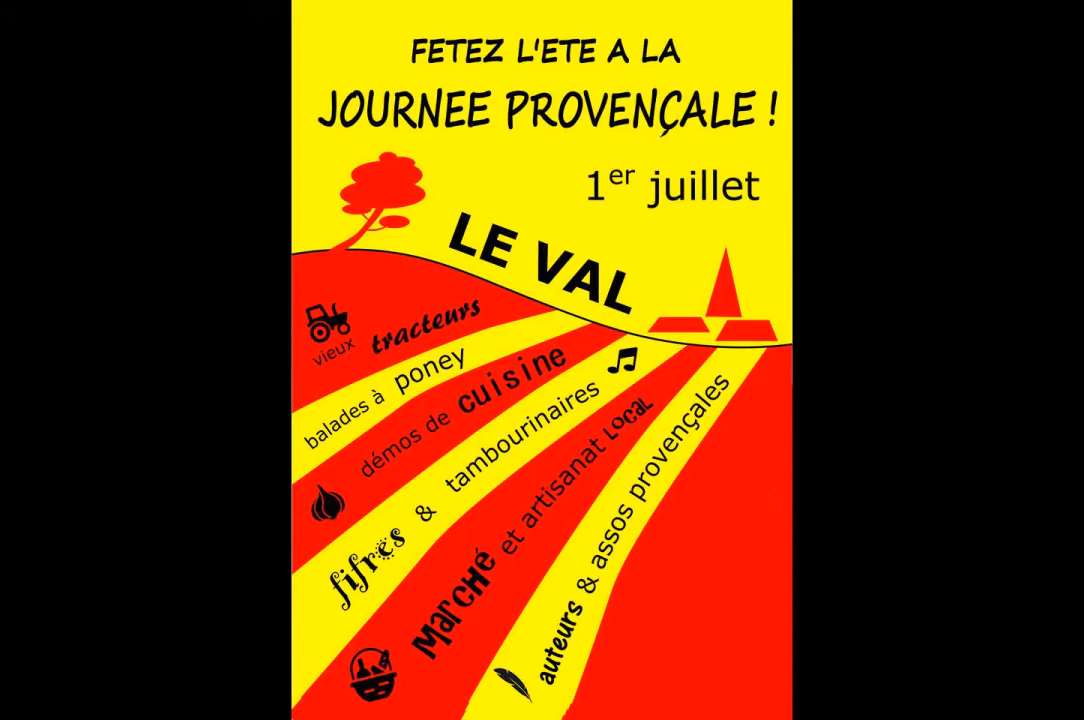 FETEZ L'ETE A LA
JOURNEE PROVENÇALE !
1er juillet
LE VAL
vieux tracteurs
balades à poney
démos de cuisine
fifres & tambourinaires
Marché et artisanat local
auteurs & assos provençales